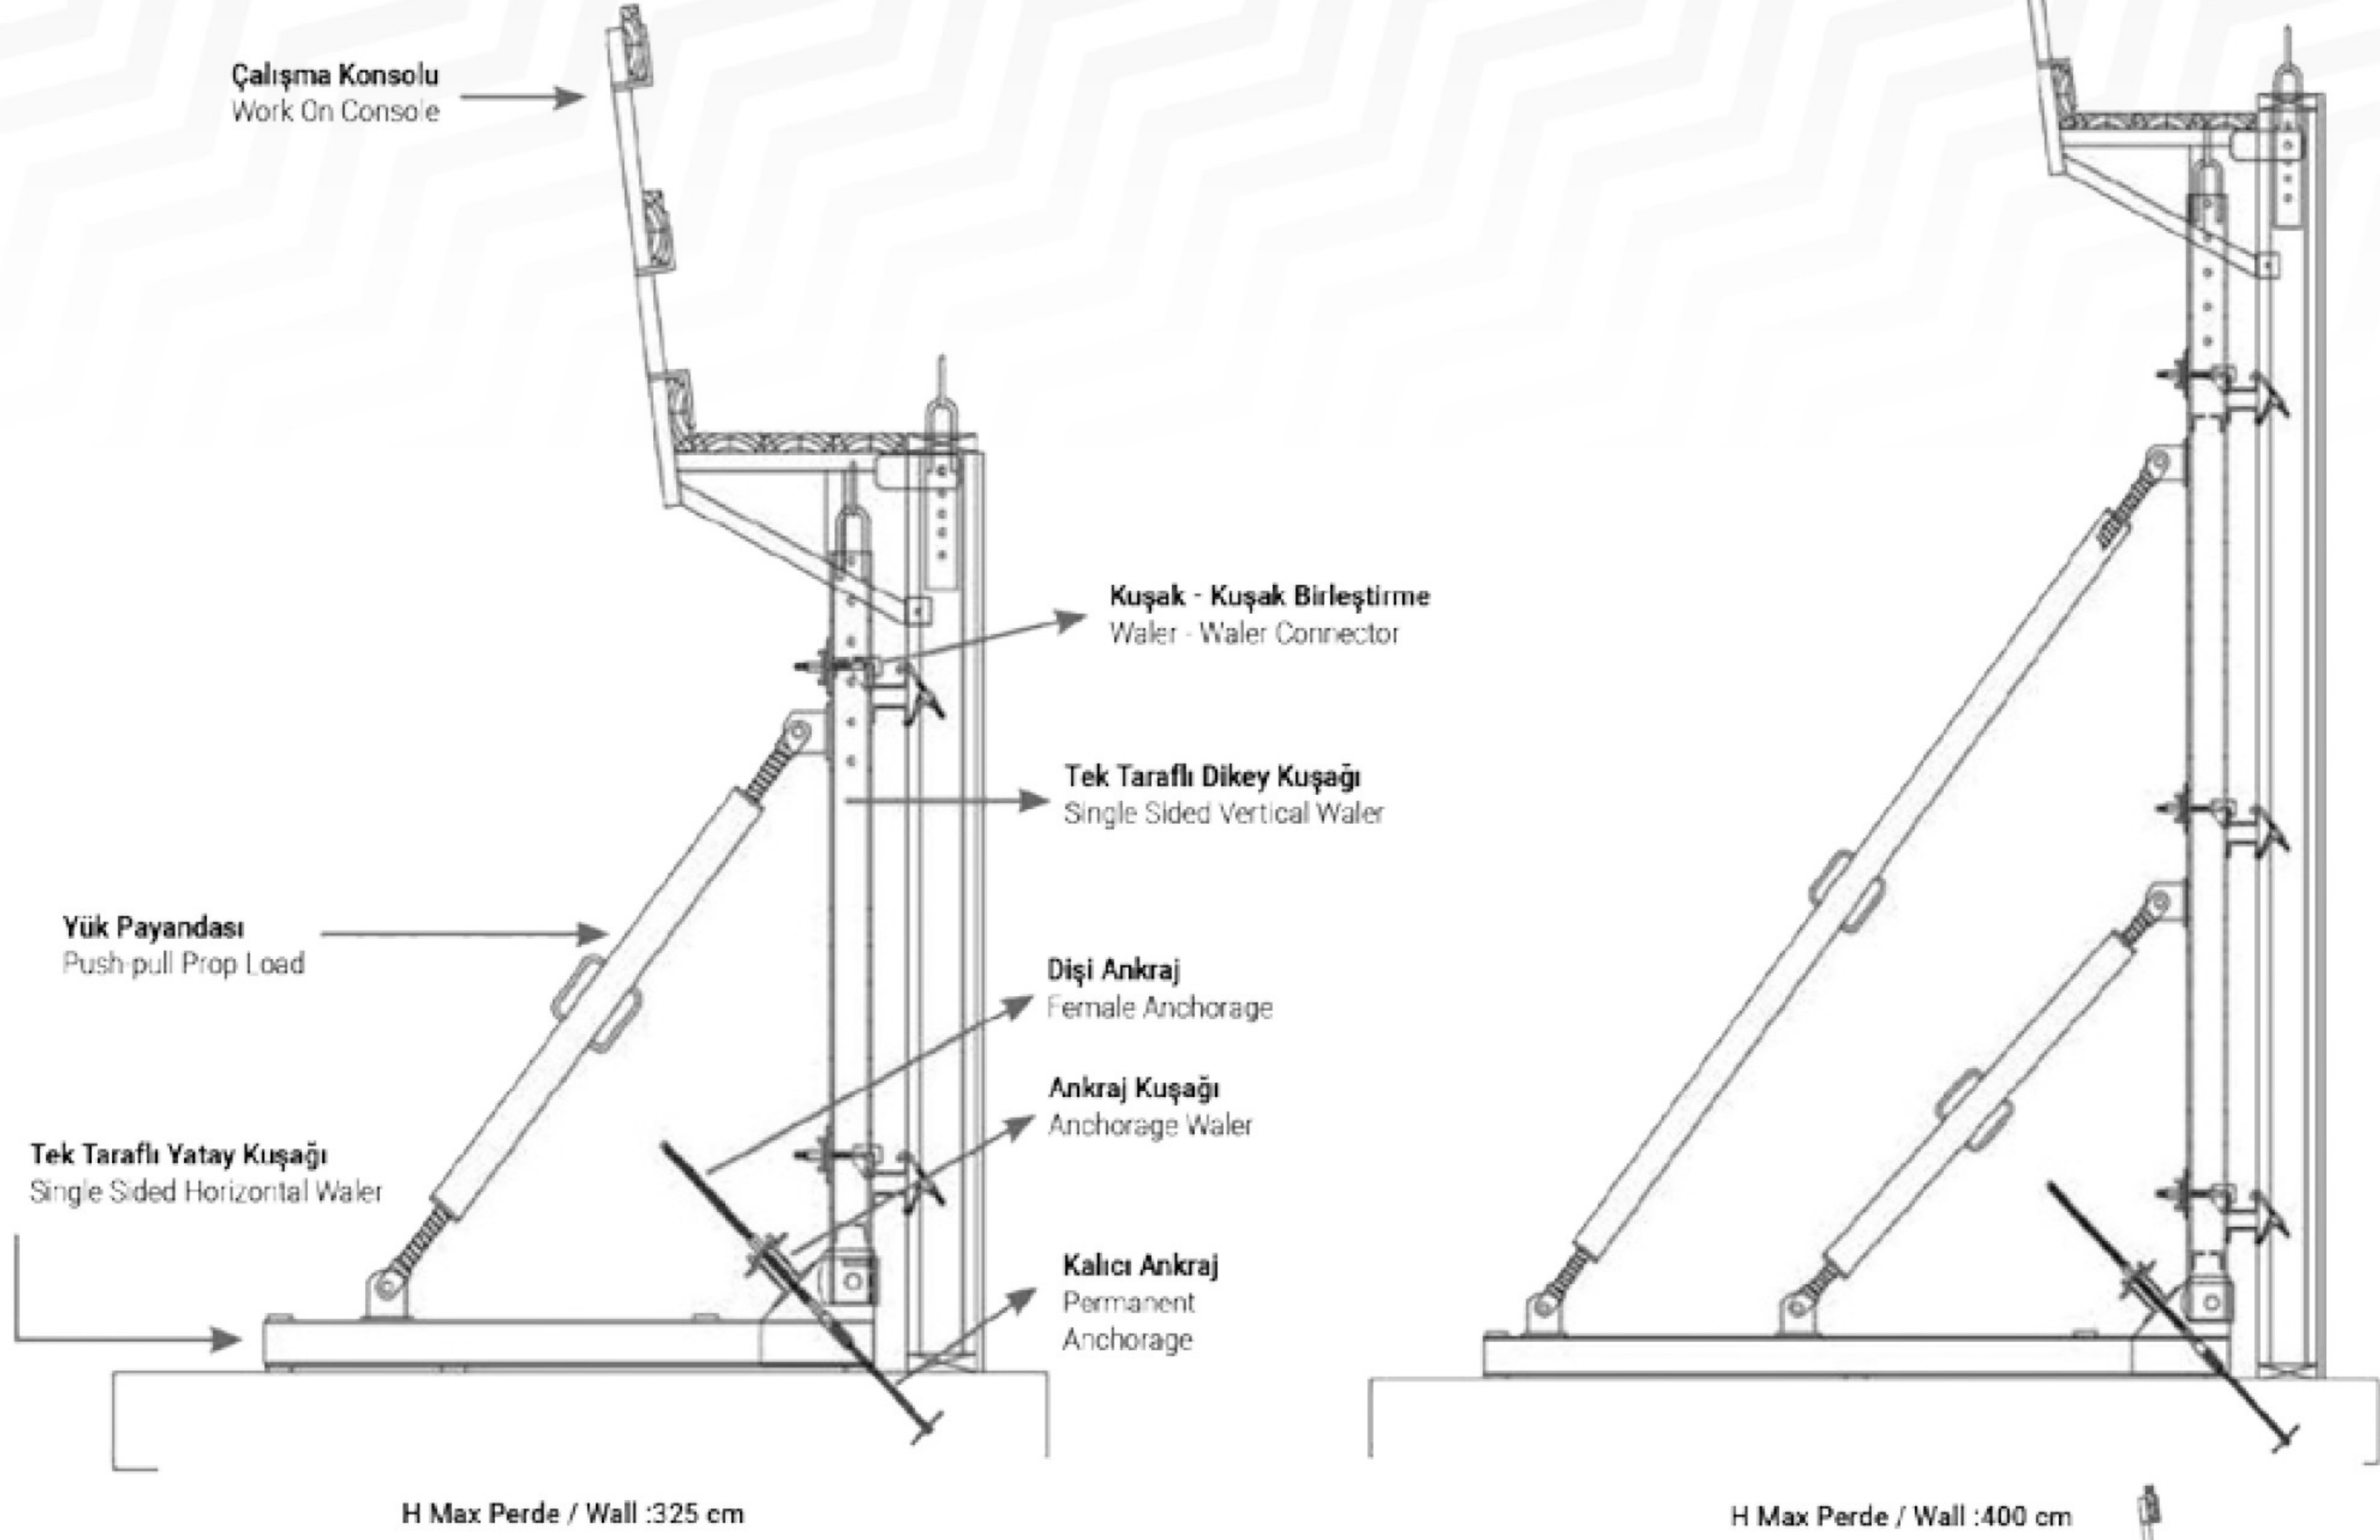 Çalışma Konsolu
Work On Console
Kuşak - Kuşak Birleştirme
Waler - Waler Connector
Tek Taraflı Dikey Kuşağı
Single Sided Vertical Waler
Yük Payandası
Push-pull Prop Load
Dişi Ankraj
Female Anchorage
Ankraj Kuşağı
Anchorage Waler
Tek Taraflı Yatay Kuşağı
Single Sided Horizontal Waler
Kalıcı Ankraj
Permanent
Anchorage
H Max Perde / Wall :325 cm
H Max Perde / Wall :400 cm